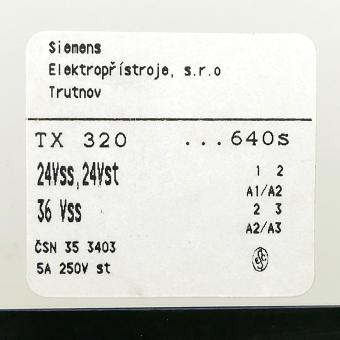 Siemens
Elektropřístroje, s.r.o
Trutnov
TX 320 ...640s
24Vss,24Vst 1 2
A1/A2
36 Vss 2 3
A2/A3
ČSN 35 3403
5A 250V st